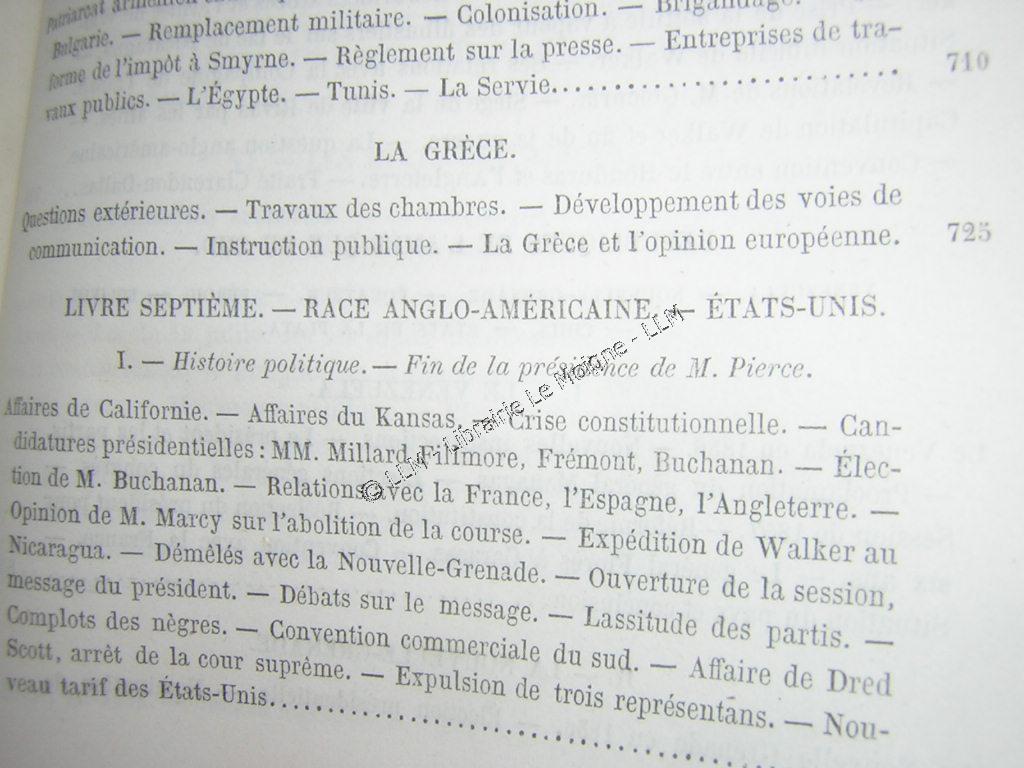 Patriarcat arménien
Bulgarie. — Remplacement militaire. — Colonisation. — Brigandage.
forme de l'impôt à Smyrne. — Règlement sur la presse. — Entreprises de tra-
vaux publics. — L'Égypte. — Tunis. — La Servie.......................... 710
LA GRÈCE.
Questions extérieures. — Travaux des chambres. — Développement des voies de
communication. — Instruction publique. — La Grèce et l'opinion européenne. 725
LIVRE SEPTIÈME. — RACE ANGLO-AMÉRICAINE. — ÉTATS-UNIS.
I. — Histoire politique. — Fin de la présidence de M. Pierce.
Affaires de Californie. — Affaires du Kansas. — Crise constitutionnelle. — Can-
didatures présidentielles : MM. Millard Fillmore, Frémont, Buchanan. — Élec-
tion de M. Buchanan. — Relations avec la France, l'Espagne, l'Angleterre. —
Opinion de M. Marcy sur l'abolition de la course. — Expédition de Walker au
Nicaragua. — Démêlés avec la Nouvelle-Grenade. — Ouverture de la session,
message du président. — Débats sur le message. — Lassitude des partis. —
Complots des nègres. — Convention commerciale du sud. — Affaire de Dred
Scott, arrêt de la cour suprême. — Expulsion de trois représentans. — Nou-
veau tarif des États-Unis..................................................
© LLM - Librairie Le Moigne - LLM